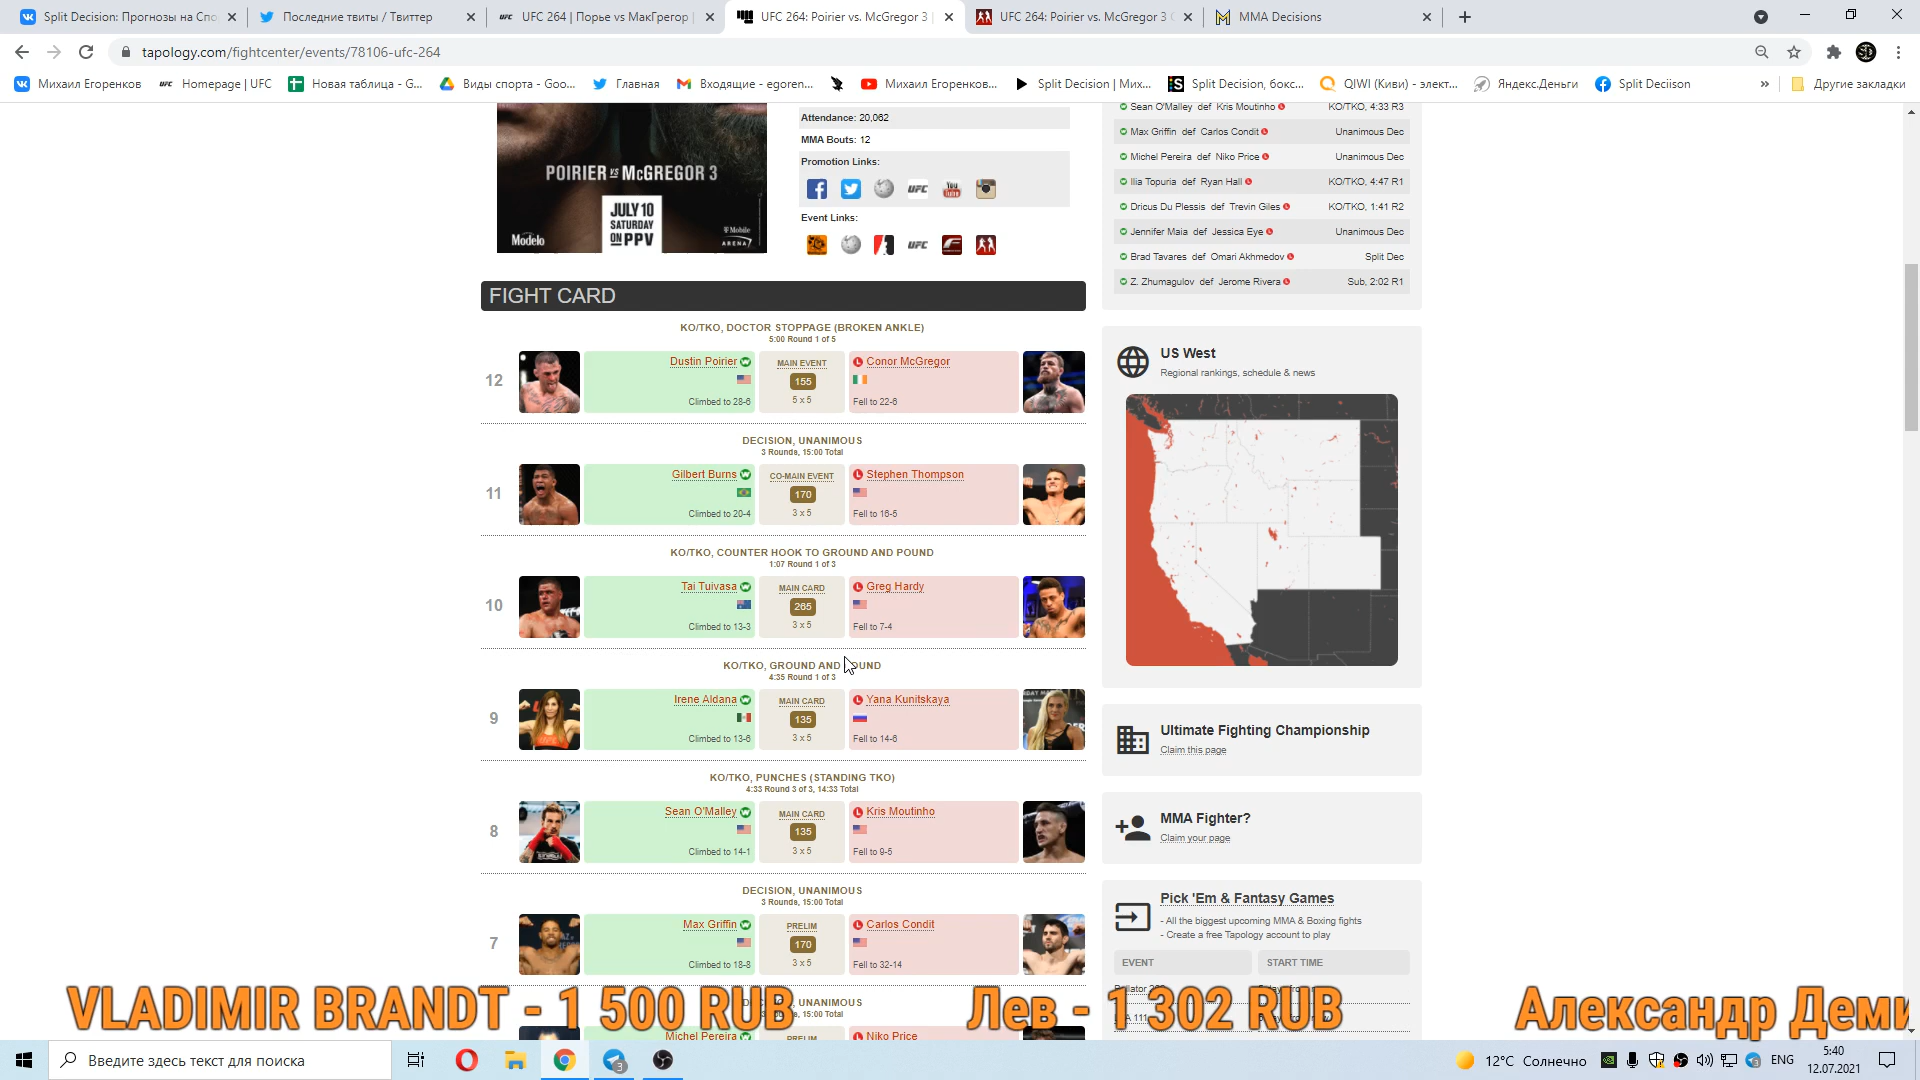 Split Decision: Прогнозы на Спо
Последние твиты / Твиттер
UFC 264 | Порье vs МакГрегор
UFC 264: Poirier vs. McGregor 3 |
UFC 264: Poirier vs. McGregor 3
MMA Decisions
tapology.com/fightcenter/events/78106-ufc-264
Михаил Егоренков
Homepage | UFC
Новая таблица - G...
Виды спорта - Goo...
Главная
Входящие - egoren...
Михаил Егоренков...
Split Decision | Мих...
Split Decision, бокс...
QIWI (Киви) - элект...
Яндекс.Деньги
Split Deciison
»
Другие закладки
POIRIER VS McGREGOR 3
JULY 10
SATURDAY
ON PPV
Modelo
T Mobile
ARENA
Attendance: 20,062
MMA Bouts: 12
Promotion Links:
UFC
You
Event Links:
UFC
Sean O'Malley def Kris Moutinho KO/TKO, 4:33 R3
Max Griffin def Carlos Condit Unanimous Dec
Michel Pereira def Niko Price Unanimous Dec
Ilia Topuria def Ryan Hall KO/TKO, 4:47 R1
Dricus Du Plessis def Trevin Giles KO/TKO, 1:41 R2
Jennifer Maia def Jessica Eye Unanimous Dec
Brad Tavares def Omari Akhmedov Split Dec
Z. Zhumagulov def Jerome Rivera Sub, 2:02 R1
FIGHT CARD
KO/TKO, DOCTOR STOPPAGE (BROKEN ANKLE)
5:00 Round 1 of 5
12
Dustin Poirier
Climbed to 28-6
MAIN EVENT
155
5 x 5
Conor McGregor
Fell to 22-6
DECISION, UNANIMOUS
3 Rounds, 15:00 Total
11
Gilbert Burns
Climbed to 20-4
CO-MAIN EVENT
170
3 x 5
Stephen Thompson
Fell to 16-5
KO/TKO, COUNTER HOOK TO GROUND AND POUND
1:07 Round 1 of 3
10
Tai Tuivasa
Climbed to 13-3
MAIN CARD
265
3 x 5
Greg Hardy
Fell to 7-4
KO/TKO, GROUND AND OUND
4:35 Round 1 of 3
9
Irene Aldana
Climbed to 13-6
MAIN CARD
135
3 x 5
Yana Kunitskaya
Fell to 14-6
KO/TKO, PUNCHES (STANDING TKO)
4:33 Round 3 of 3, 14:33 Total
8
Sean O'Malley
Climbed to 14-1
MAIN CARD
135
3 x 5
Kris Moutinho
Fell to 9-5
DECISION, UNANIMOUS
3 Rounds, 15:00 Total
7
Max Griffin
Climbed to 18-8
PRELIM
170
3 x 5
Carlos Condit
Fell to 32-14
UNANIMOUS
15:00 Total
Michel Pereira
PRELIM
Niko Price
US West
Regional rankings, schedule & news
Ultimate Fighting Championship
Claim this page
MMA Fighter?
Claim your page
Pick 'Em & Fantasy Games
- All the biggest upcoming MMA & Boxing fights
- Create a free Tapology account to play
EVENT
START TIME
VLADIMIR BRANDT - 1 500 RUB
Лев - 1 302 RUB
Александр Деми
Введите здесь текст для поиска
3
12°C Солнечно
ENG
5:40
12.07.2021